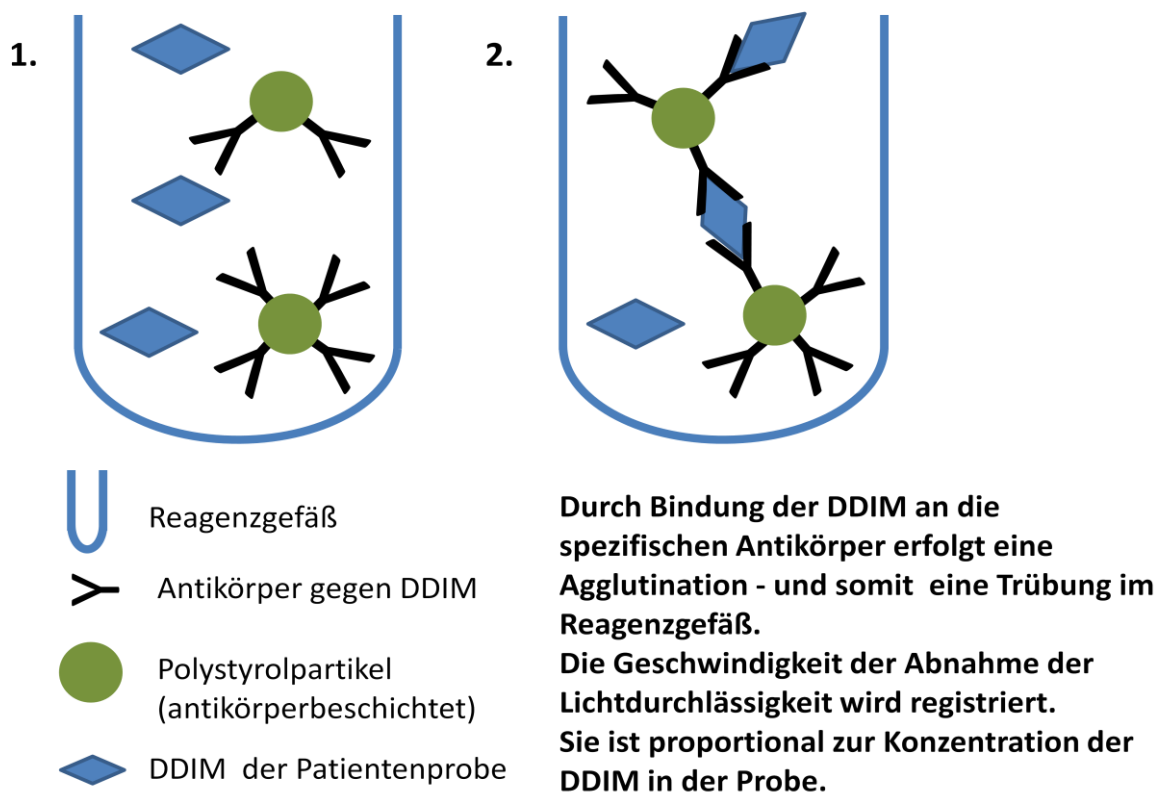 1.
2.
Reagenzgefäß
Antikörper gegen DDIM
Polystyrolpartikel
(antikörperbeschichtet)
DDIM der Patientenprobe
Durch Bindung der DDIM an die
spezifischen Antikörper erfolgt eine
Agglutination - und somit eine Trübung im
Reagenzgefäß.
Die Geschwindigkeit der Abnahme der
Lichtdurchlässigkeit wird registriert.
Sie ist proportional zur Konzentration der
DDIM in der Probe.